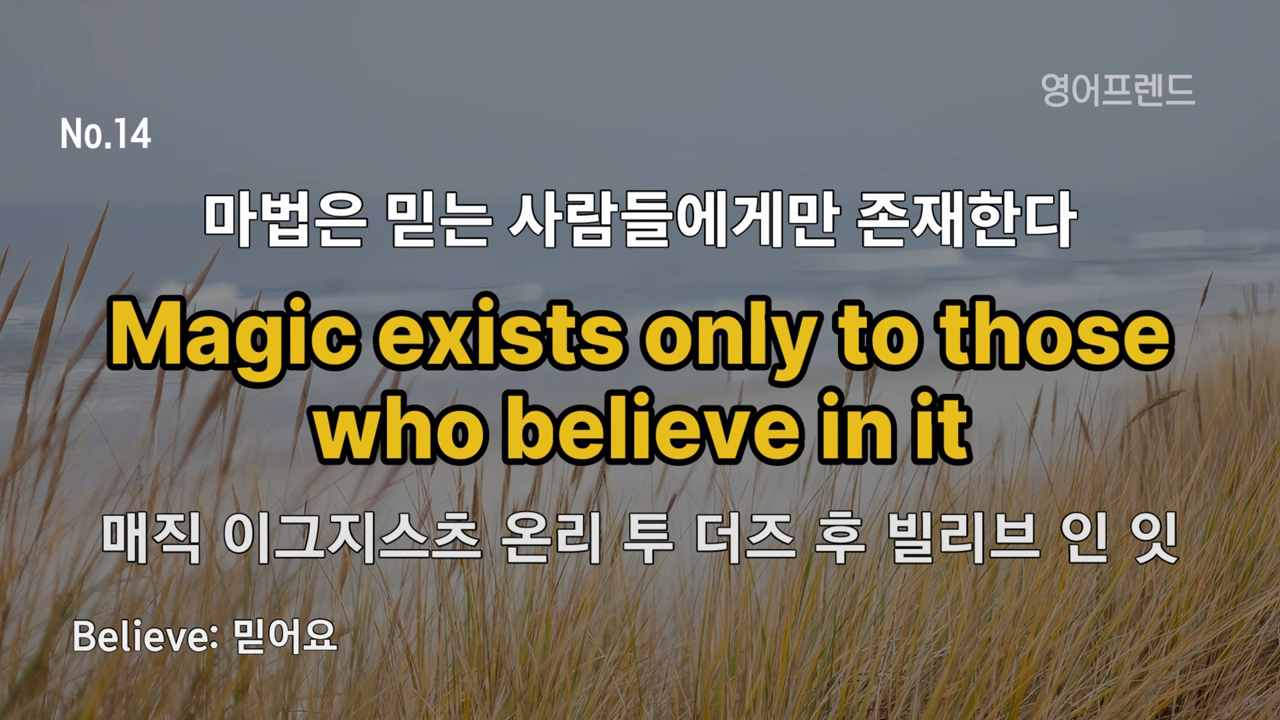 영어프렌드
No.14
마법은 믿는 사람들에게만 존재한다
Magic exists only to those
who believe in it
매직 이그지스츠 온리 투 더즈 후 빌리브 인 잇
Believe: 믿어요